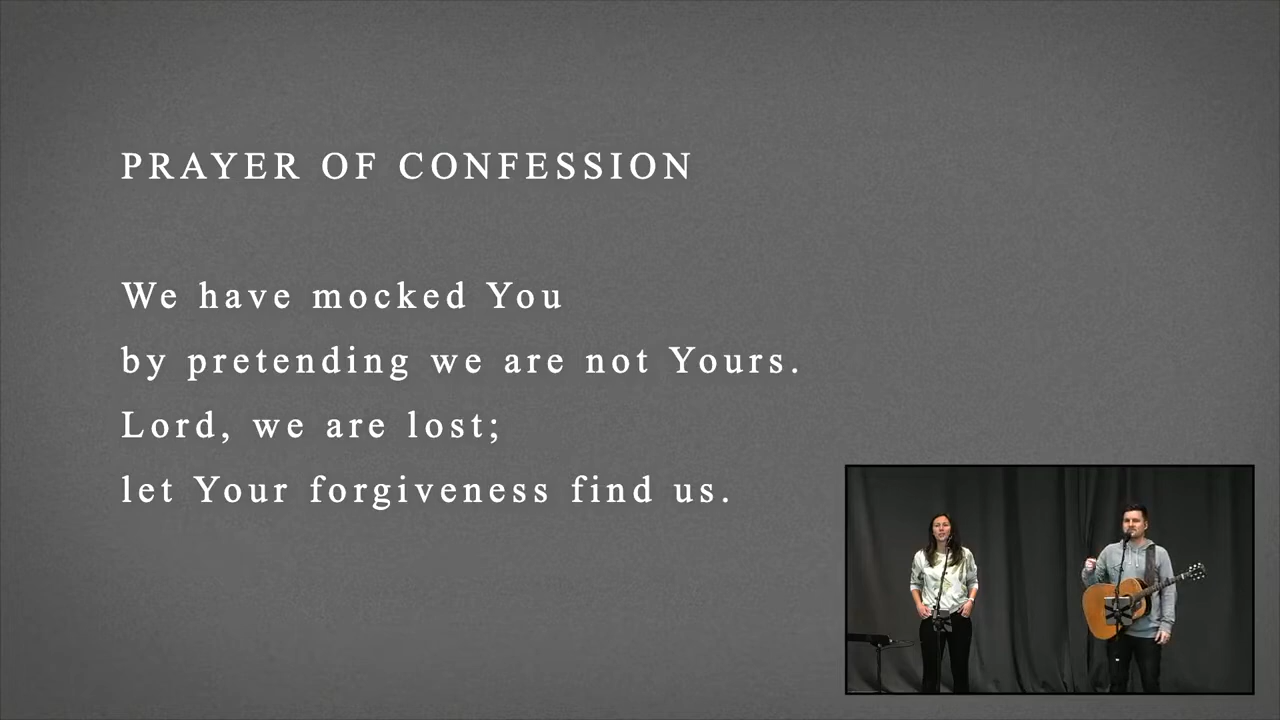 PRAYER OF CONFESSION
We have mocked You
by pretending we are not Yours.
Lord, we are lost;
let Your forgiveness find us.